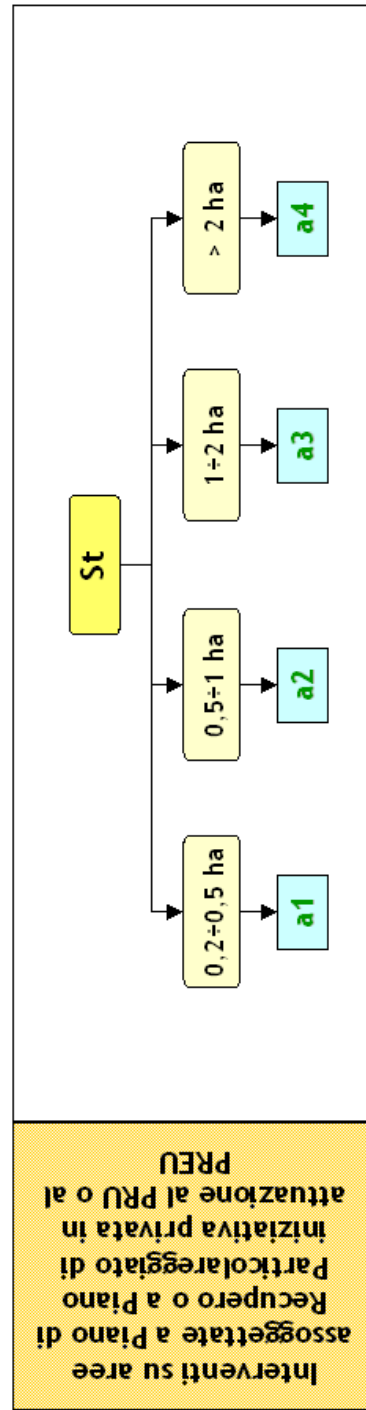 Interventi su aree
assoggettate a Piano di
Recupero o a Piano
Particolareggiato di
iniziativa privata in
attuazione al PRU o al
PREU
St
0,2÷0,5 ha
0,5÷1 ha
1÷2 ha
> 2 ha
a1
a2
a3
a4